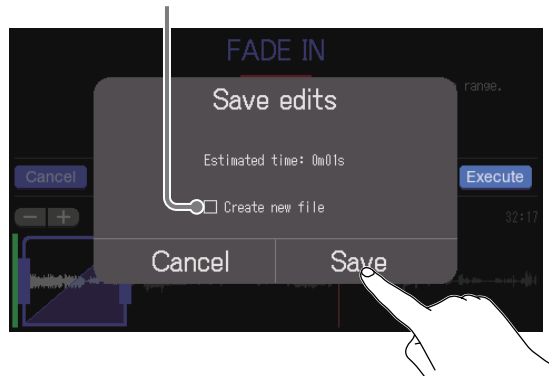 FADE IN
range.
Save edits
Estimated time: 0m01s
Cancel
Execute
Create new file
32:17
Cancel
Save